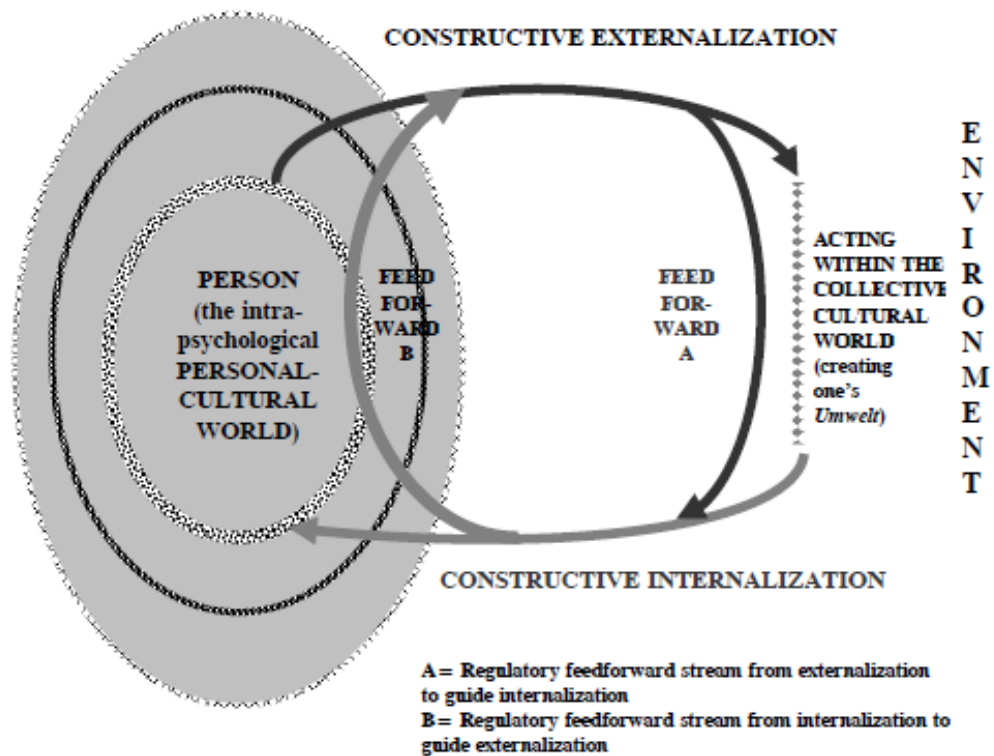 CONSTRUCTIVE EXTERNALIZATION
PERSON
(the intra-
psychological
PERSONAL-
CULTURAL
WORLD)
FEED
FOR-
WARD
B
FEED
FOR-
WARD
A
ACTING
WITHIN THE
COLLECTIVE
CULTURAL
WORLD
(creating
one's
Umwelt)
E
N
V
I
R
O
N
M
E
N
T
CONSTRUCTIVE INTERNALIZATION
A= Regulatory feedforward stream from externalization
to guide internalization
B= Regulatory feedforward stream from internalization to
guide externalization